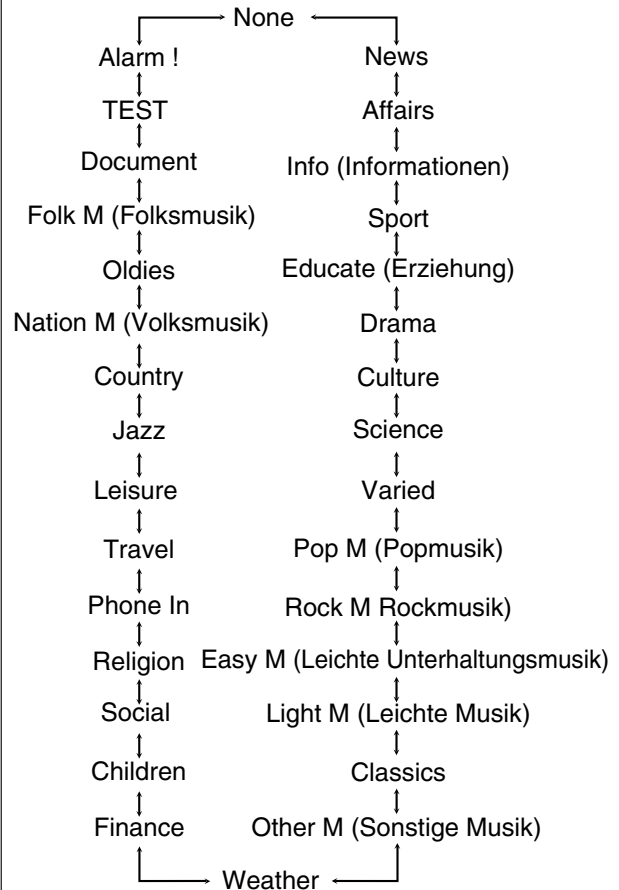 None
Alarm !
News
TEST
Affairs
Document
Info (Informationen)
Folk M (Folksmusik)
Sport
Oldies
Educate (Erziehung)
Nation M (Volksmusik)
Drama
Country
Culture
Jazz
Science
Leisure
Varied
Travel
Pop M (Popmusik)
Phone In
Rock M Rockmusik)
Religion
Easy M (Leichte Unterhaltungsmusik)
Social
Light M (Leichte Musik)
Children
Classics
Finance
Other M (Sonstige Musik)
Weather